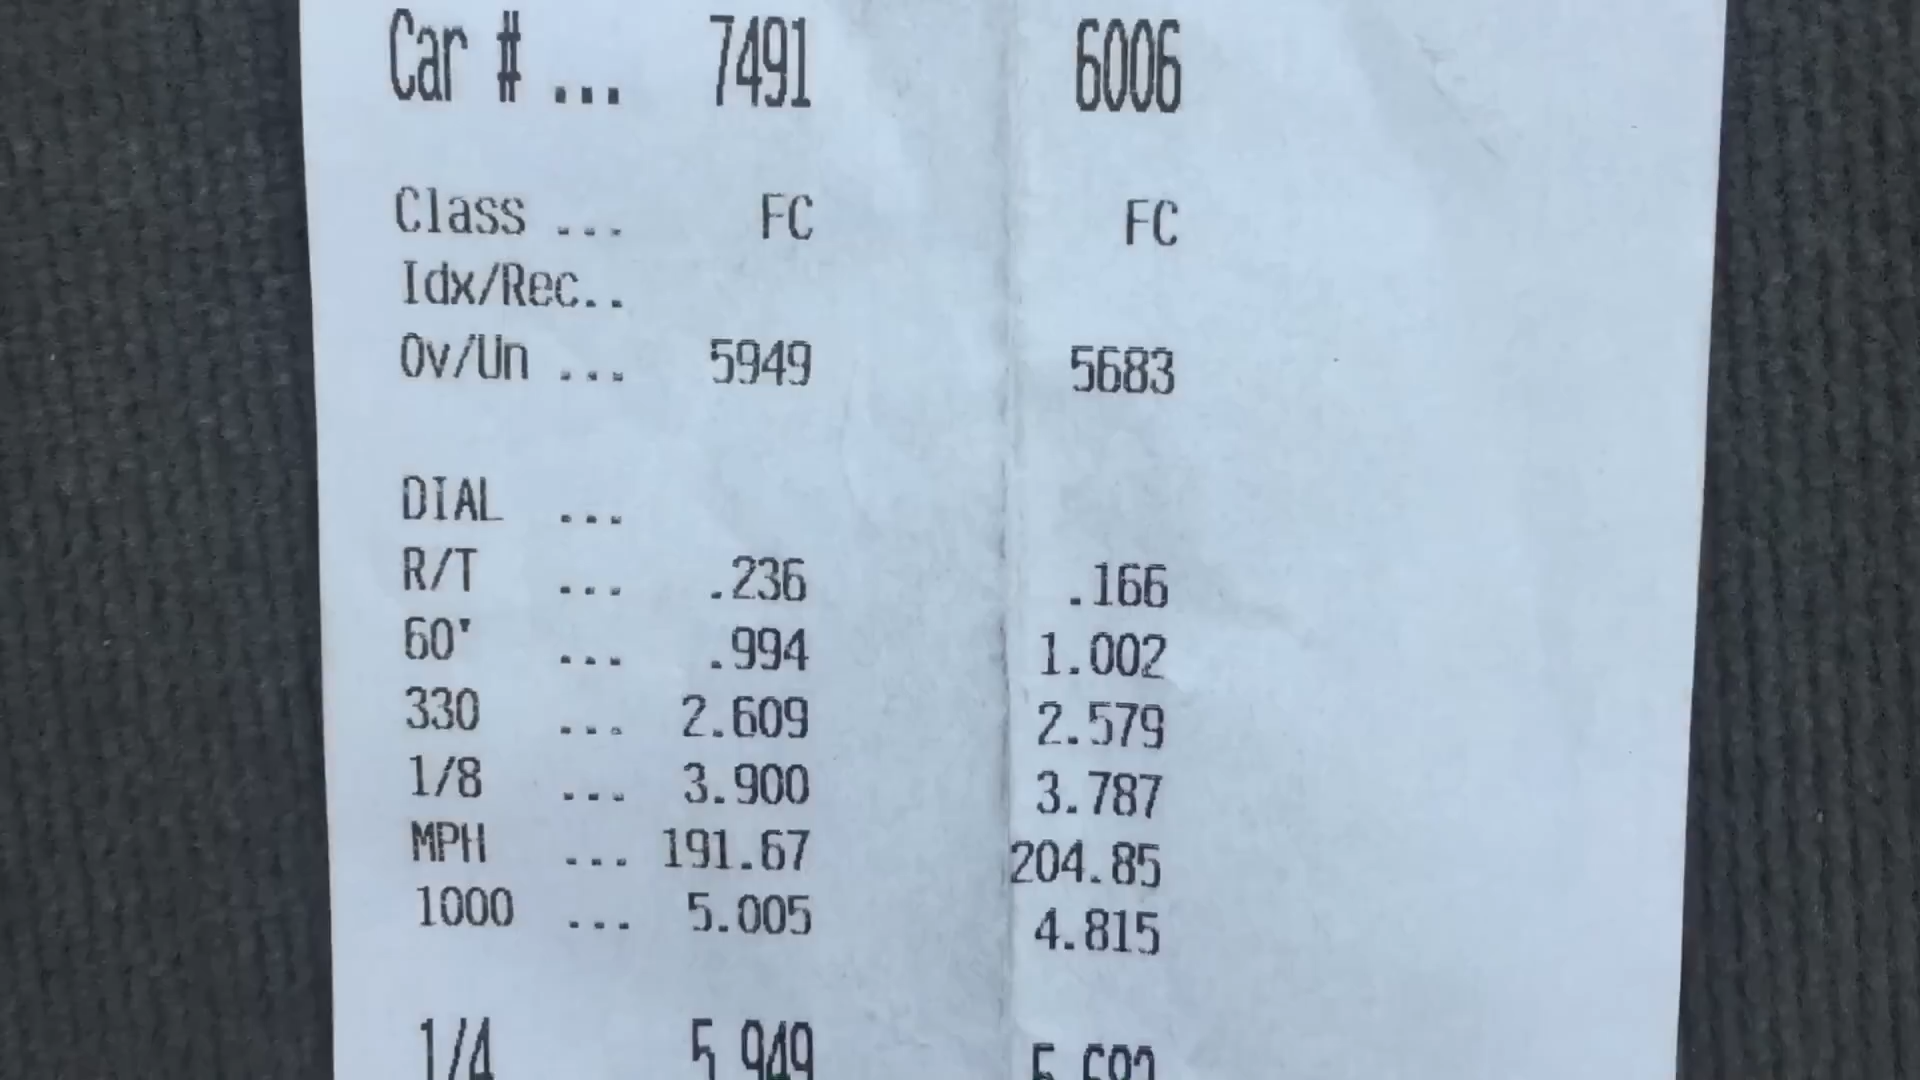 Car # ... 7491 6006
Class ... FC FC
Idx/Rec..
Ov/Un ... 5949 5683
DIAL ...
R/T ... .236 .166
60' ... .994 1.002
330 ... 2.609 2.579
1/8 ... 3.900 3.787
MPH ... 191.67 204.85
1000 ... 5.005 4.815
1/4 5.949 5.683